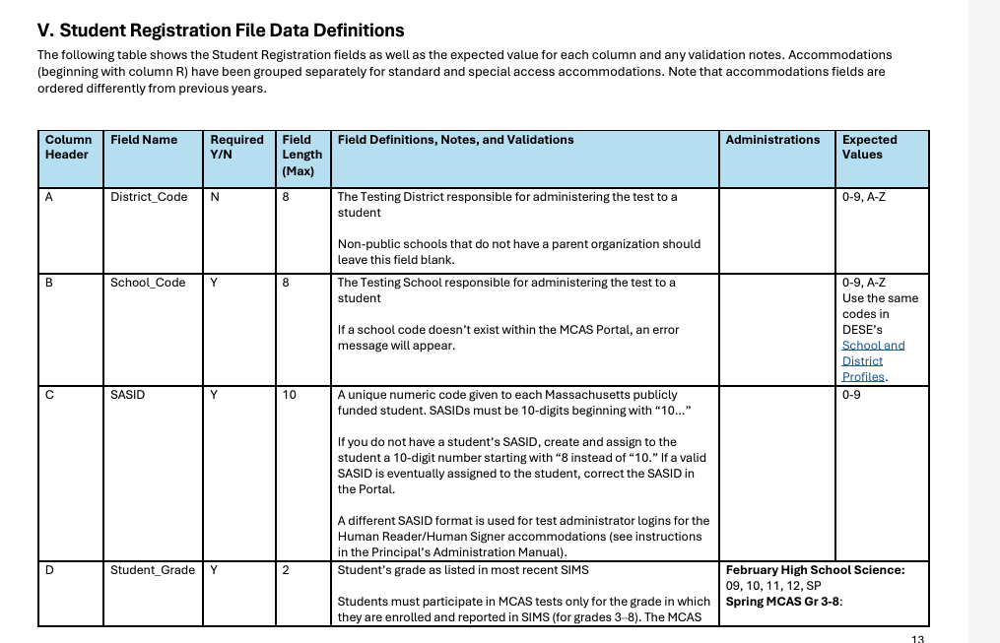 V. Student Registration File Data Definitions
The following table shows the Student Registration fields as well as the expected value for each column and any validation notes. Accommodations
(beginning with column R) have been grouped separately for standard and special access accommodations. Note that accommodations fields are
ordered differently from previous years.
Column Header
Field Name
Required Y/N
Field Length (Max)
Field Definitions, Notes, and Validations
Administrations
Expected Values
A
District_Code
N
8
The Testing District responsible for administering the test to a
student
Non-public schools that do not have a parent organization should
leave this field blank.
0-9, A-Z
B
School_Code
Y
8
The Testing School responsible for administering the test to a
student
If a school code doesn’t exist within the MCAS Portal, an error
message will appear.
0-9, A-Z
Use the same
codes in
DESE’s
School and
District
Profiles.
C
SASID
Y
10
A unique numeric code given to each Massachusetts publicly
funded student. SASIDs must be 10-digits beginning with “10...”
If you do not have a student’s SASID, create and assign to the
student a 10-digit number starting with “8 instead of “10.” If a valid
SASID is eventually assigned to the student, correct the SASID in
the Portal.
A different SASID format is used for test administrator logins for the
Human Reader/Human Signer accommodations (see instructions
in the Principal’s Administration Manual).
0-9
D
Student_Grade
Y
2
Student’s grade as listed in most recent SIMS
Students must participate in MCAS tests only for the grade in which
they are enrolled and reported in SIMS (for grades 3–8). The MCAS
February High School Science:
09, 10, 11, 12, SP
Spring MCAS Gr 3-8:
13